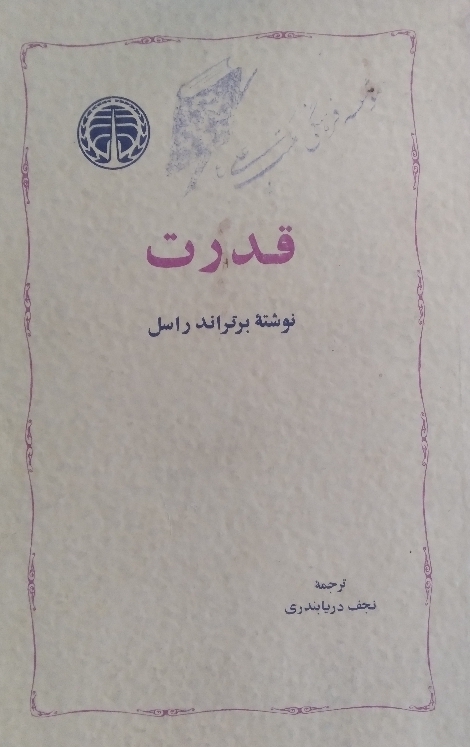 قدرت
نوشتهٔ برتراند راسل
ترجمهٔ
نجف دریابندری